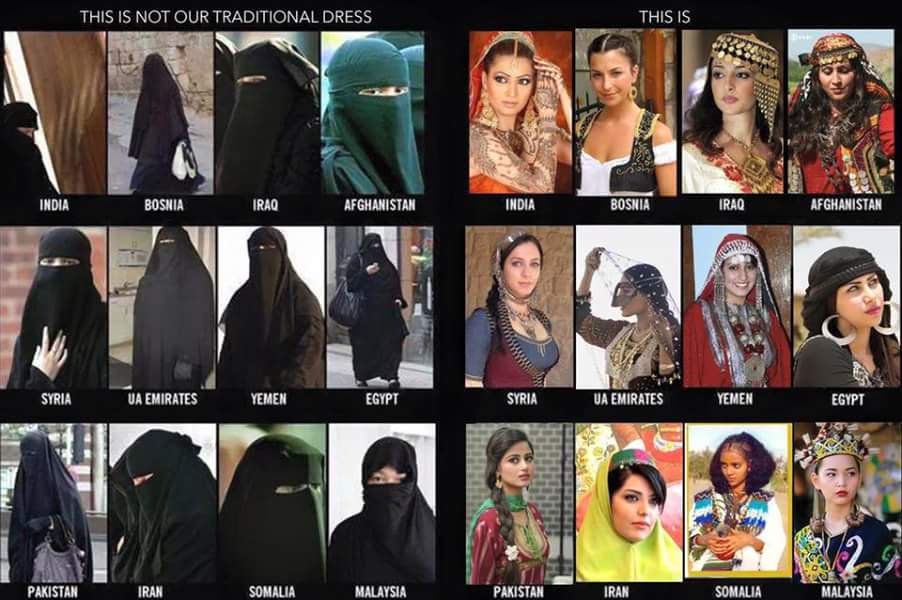 THIS IS NOT OUR TRADITIONAL DRESS
INDIA BOSNIA IRAQ AFGHANISTAN
SYRIA UA EMIRATES YEMEN EGYPT
PAKISTAN IRAN SOMALIA MALAYSIA
THIS IS
INDIA BOSNIA IRAQ AFGHANISTAN
SYRIA UA EMIRATES YEMEN EGYPT
PAKISTAN IRAN SOMALIA MALAYSIA